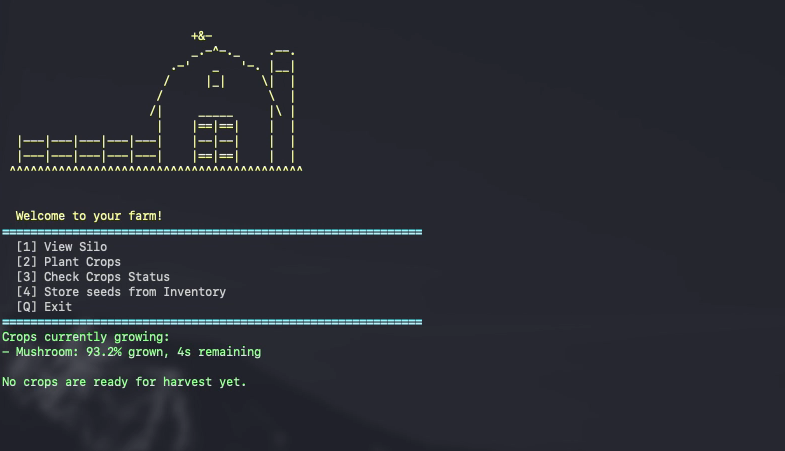 Welcome to your farm!
[1] View Silo
[2] Plant Crops
[3] Check Crops Status
[4] Store seeds from Inventory
[Q] Exit
Crops currently growing:
- Mushroom: 93.2% grown, 4s remaining
No crops are ready for harvest yet.